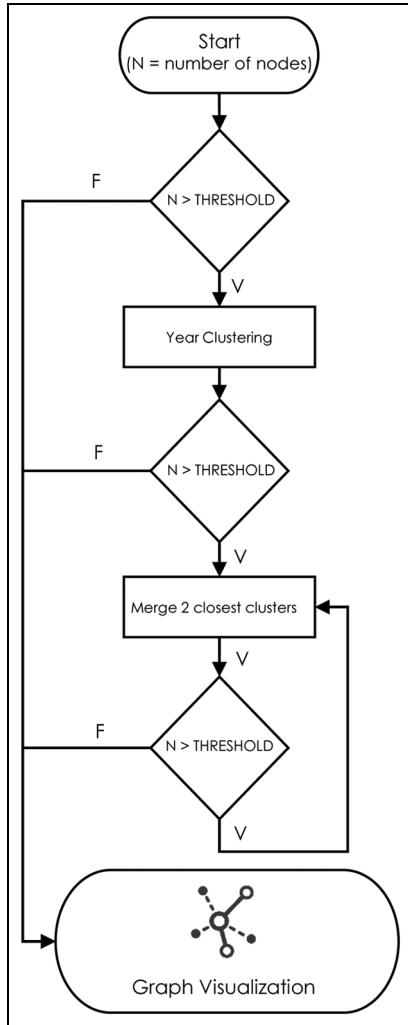 Start
(N = number of nodes)
F
N > THRESHOLD
V
Year Clustering
F
N > THRESHOLD
V
Merge 2 closest clusters
V
F
N > THRESHOLD
V
Graph Visualization